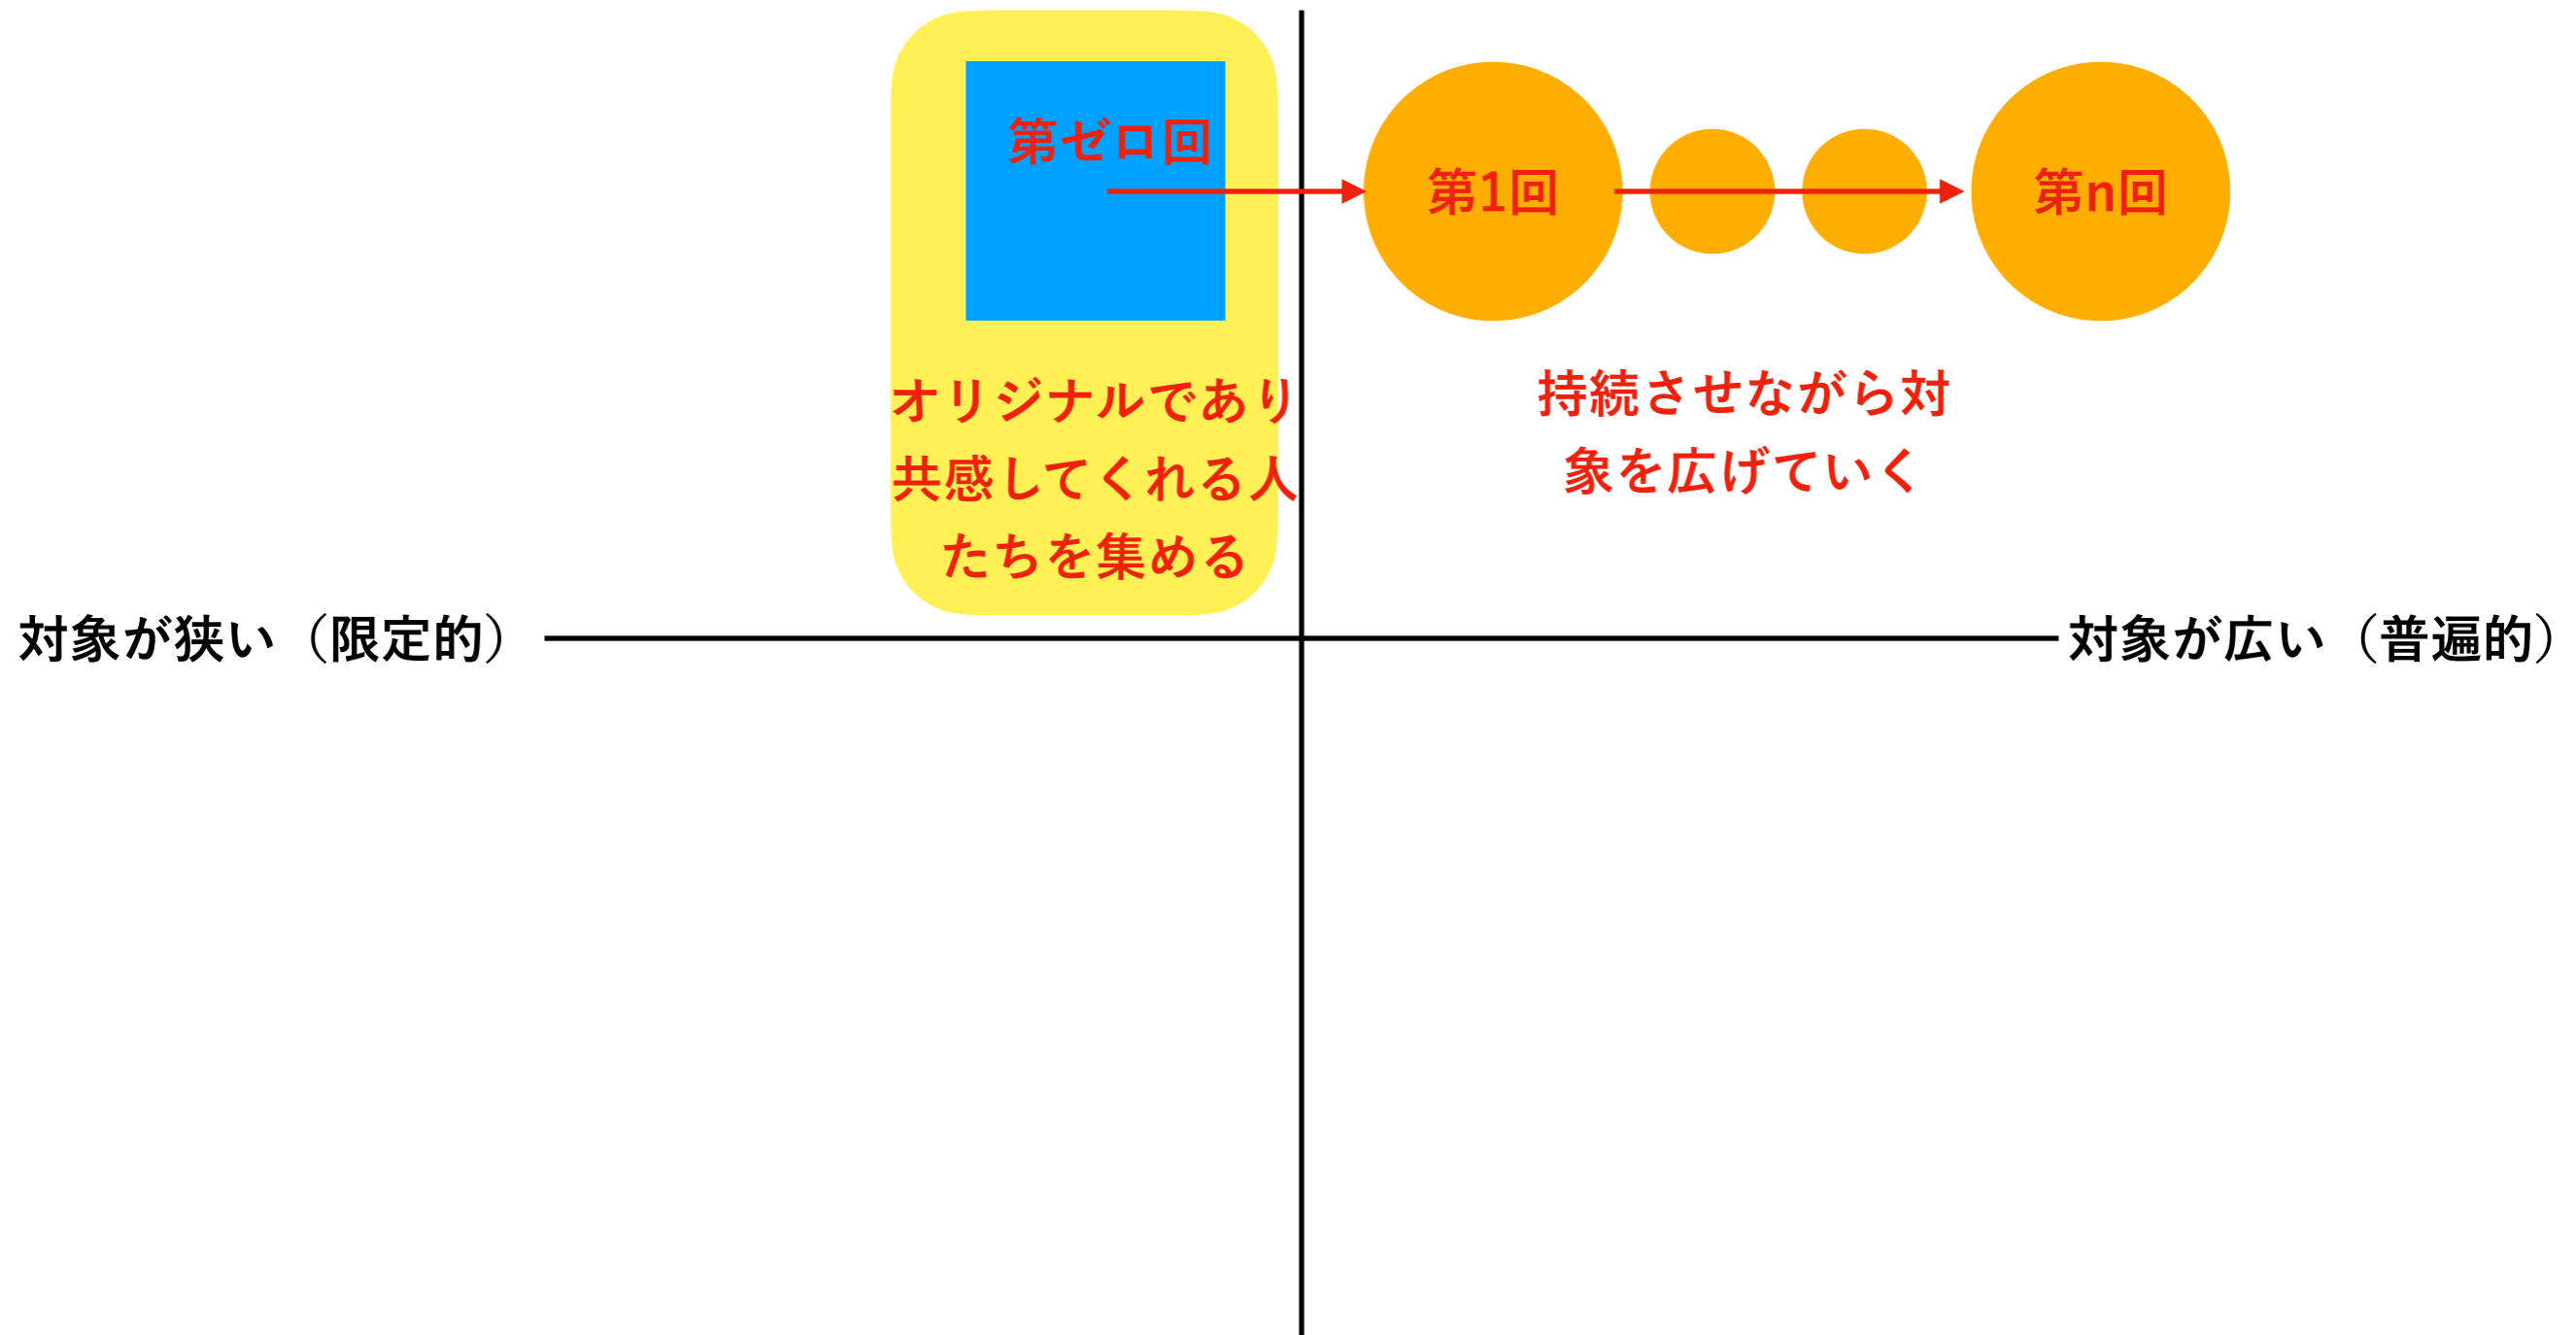 第ゼロ回
第1回
第n回
オリジナルであり
共感してくれる人
たちを集める
持続させながら対
象を広げていく
対象が狭い（限定的）
対象が広い（普遍的）